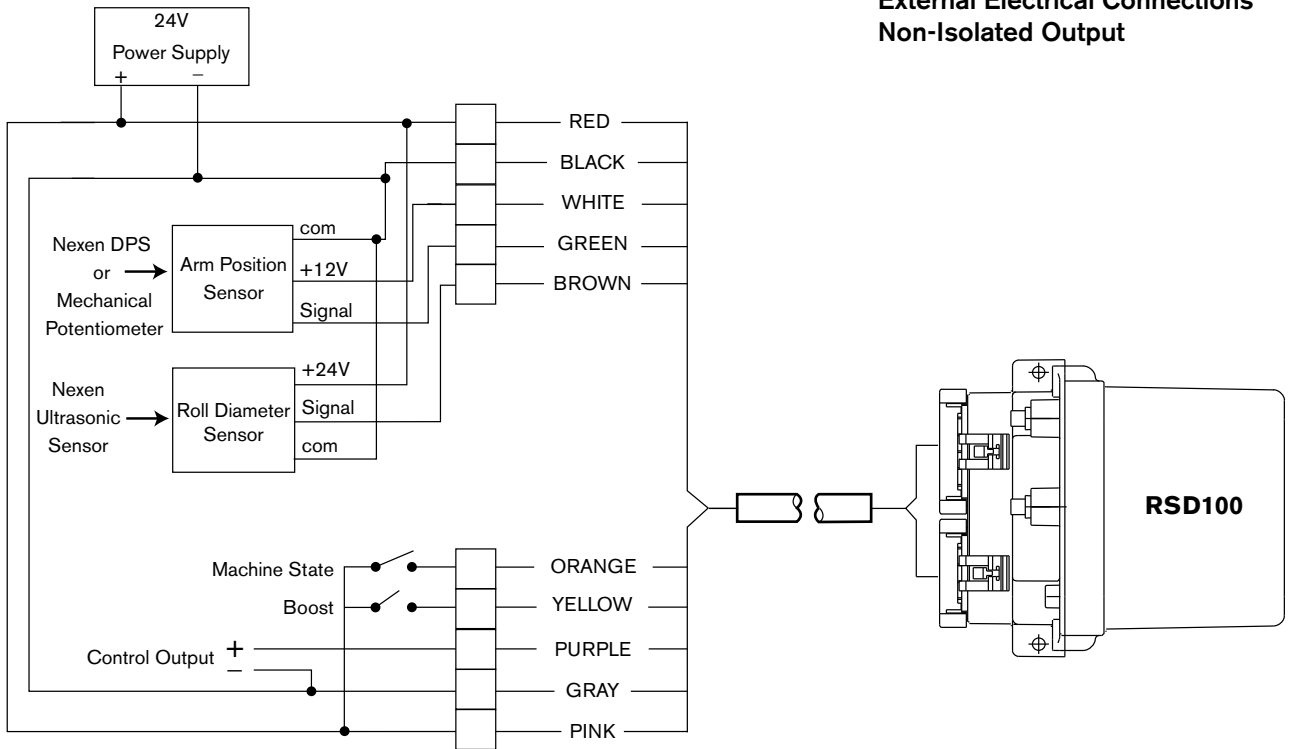 External Electrical Connections
Non-Isolated Output
24V
Power Supply
+ −
RED
BLACK
WHITE
GREEN
BROWN
Nexen DPS
or
Mechanical
Potentiometer
Arm Position
Sensor
com
+12V
Signal
Nexen
Ultrasonic
Sensor
Roll Diameter
Sensor
+24V
Signal
com
RSD100
Machine State
ORANGE
Boost
YELLOW
Control Output + −
PURPLE
GRAY
PINK